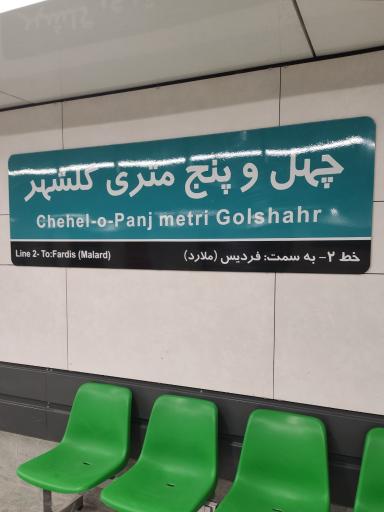 چهل و پنج متری گلشهر
Chehel-o-Panj metri Golshahr
Line 2- To:Fardis (Malard)
خط ۲- به سمت: فردیس (ملارد)